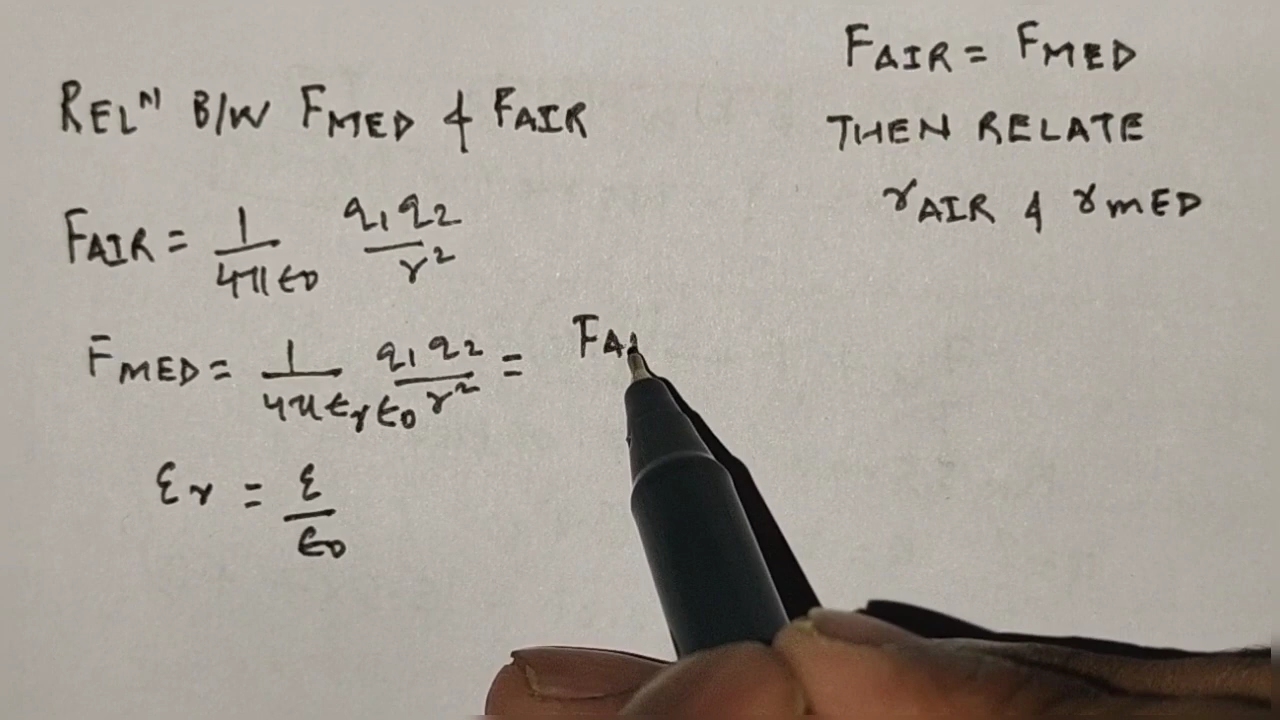 RELⁿ B/W FMED & FAIR
FAIR = 1/4πϵ0 q1q2/r²
FMED = 1/4πϵrϵ0 q1q2/r² = FAI
εr = ε/ϵ0
FAIR = FMED
THEN RELATE
rAIR & rMED